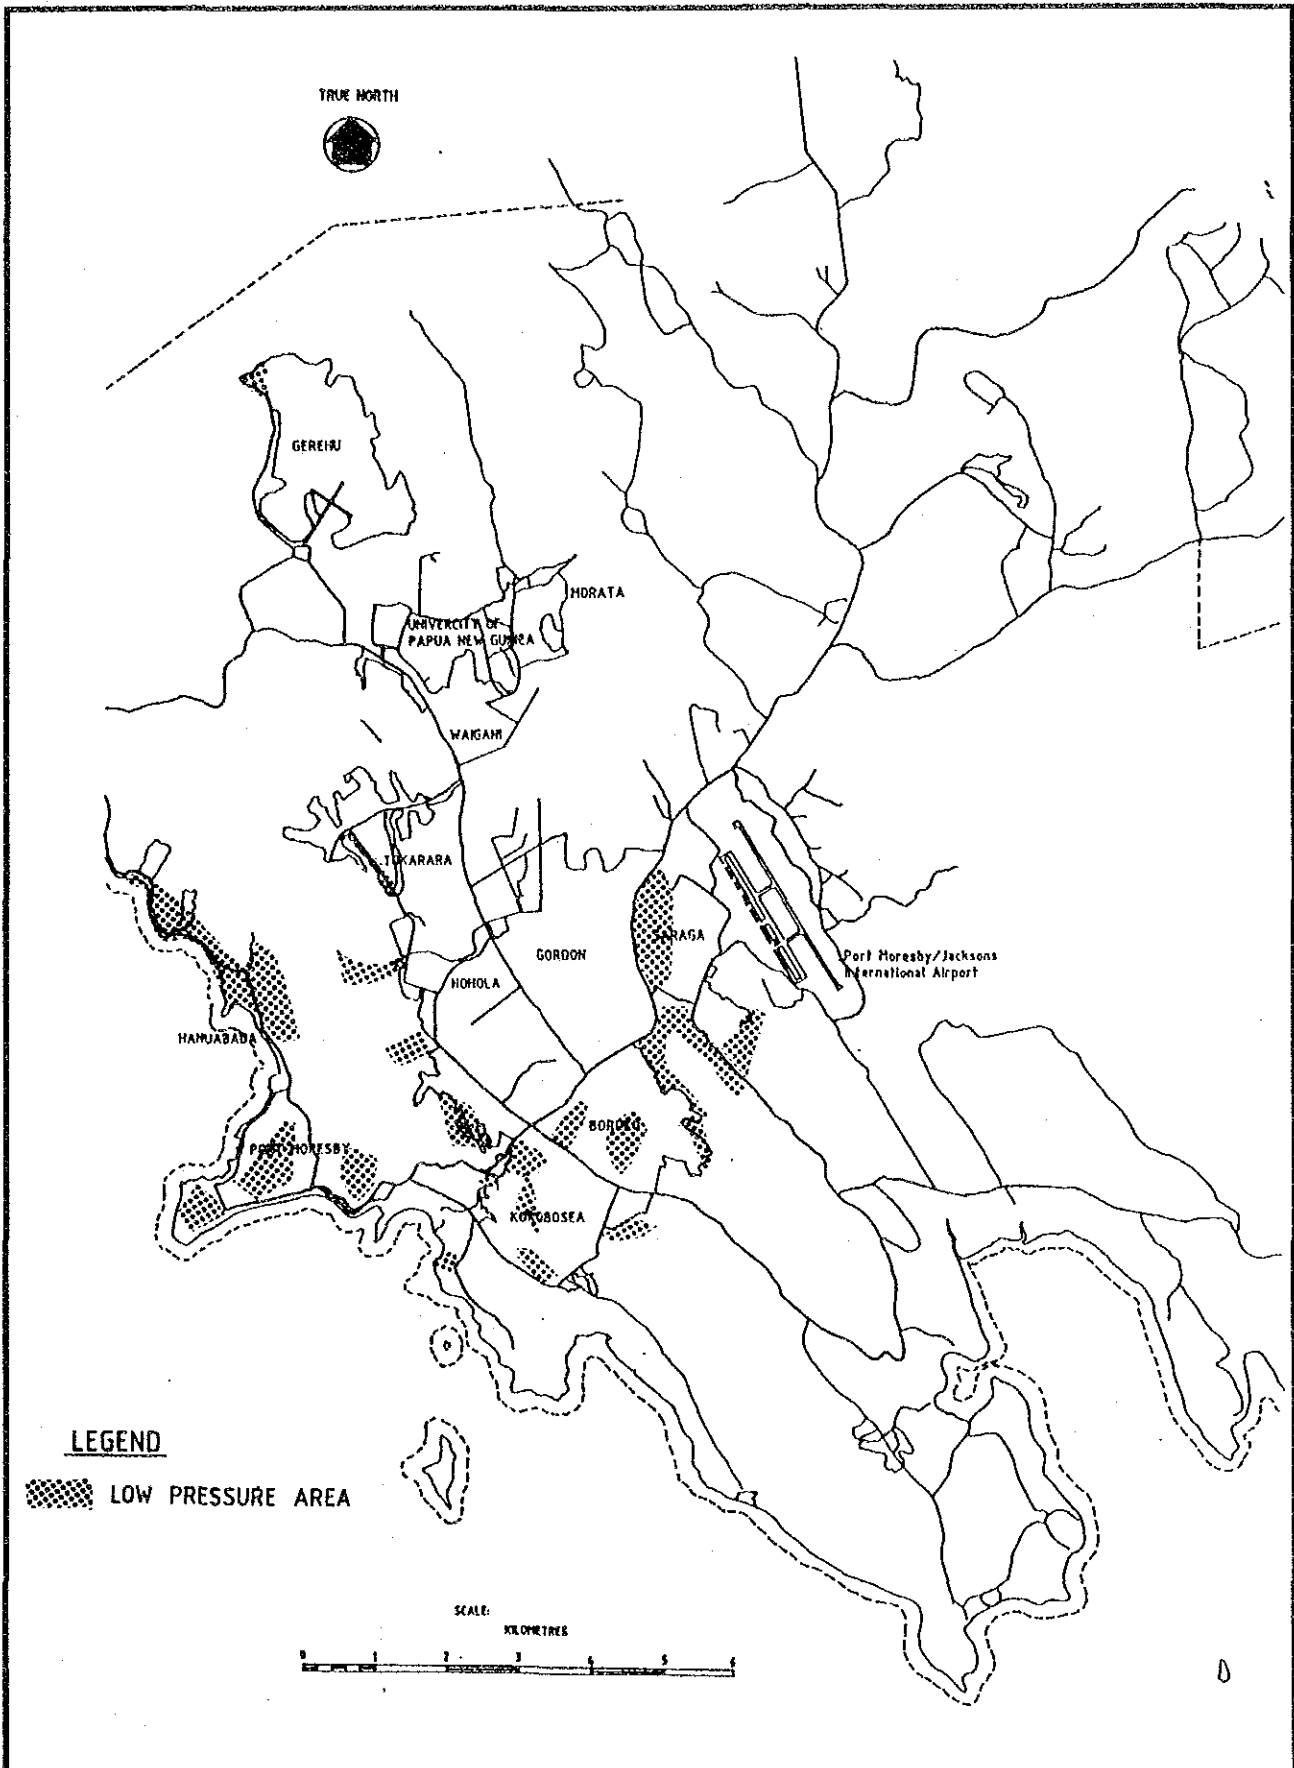 TRUE NORTH
GEREHU
MORATA
UNIVERCITY OF
PAPUA NEW GUINEA
WAIGANI
TOKARARA
GORDON
SARAGA
HOHOLA
Port Moresby/Jacksons
International Airport
HANUABADA
BOROKO
PORT MORESBY
KOROBOSEA
LEGEND
LOW PRESSURE AREA
SCALE:
KILOMETRES
0 1 2 3 4 5 6